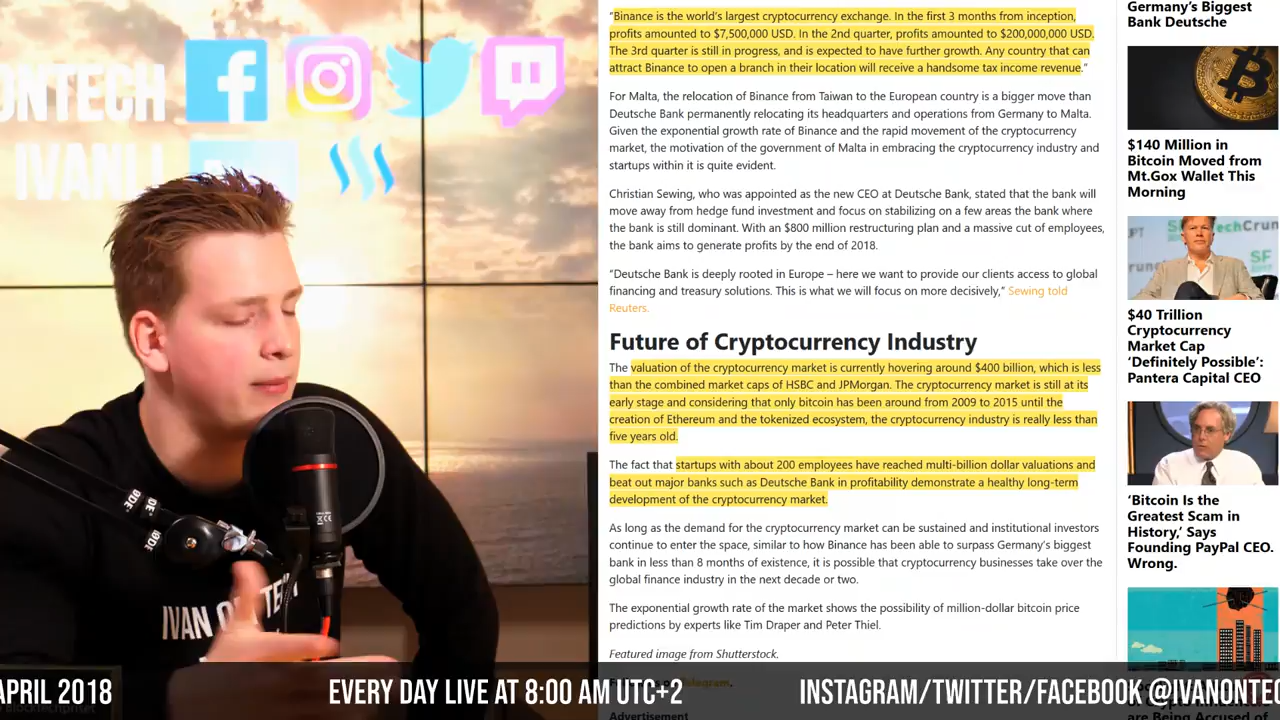 ONTECH
IVAN ON TECH
"Binance is the world's largest cryptocurrency exchange. In the first 3 months from inception,
profits amounted to $7,500,000 USD. In the 2nd quarter, profits amounted to $200,000,000 USD.
The 3rd quarter is still in progress, and is expected to have further growth. Any country that can
attract Binance to open a branch in their location will receive a handsome tax income revenue."
For Malta, the relocation of Binance from Taiwan to the European country is a bigger move than
Deutsche Bank permanently relocating its headquarters and operations from Germany to Malta.
Given the exponential growth rate of Binance and the rapid movement of the cryptocurrency
market, the motivation of the government of Malta in embracing the cryptocurrency industry and
startups within it is quite evident.
Christian Sewing, who was appointed as the new CEO at Deutsche Bank, stated that the bank will
move away from hedge fund investment and focus on stabilizing on a few areas the bank where
the bank is still dominant. With an $800 million restructuring plan and a massive cut of employees,
the bank aims to generate profits by the end of 2018.
"Deutsche Bank is deeply rooted in Europe – here we want to provide our clients access to global
financing and treasury solutions. This is what we will focus on more decisively," Sewing told
Reuters.
Future of Cryptocurrency Industry
The valuation of the cryptocurrency market is currently hovering around $400 billion, which is less
than the combined market caps of HSBC and JPMorgan. The cryptocurrency market is still at its
early stage and considering that only bitcoin has been around from 2009 to 2015 until the
creation of Ethereum and the tokenized ecosystem, the cryptocurrency industry is really less than
five years old.
The fact that startups with about 200 employees have reached multi-billion dollar valuations and
beat out major banks such as Deutsche Bank in profitability demonstrate a healthy long-term
development of the cryptocurrency market.
As long as the demand for the cryptocurrency market can be sustained and institutional investors
continue to enter the space, similar to how Binance has been able to surpass Germany's biggest
bank in less than 8 months of existence, it is possible that cryptocurrency businesses take over the
global finance industry in the next decade or two.
The exponential growth rate of the market shows the possibility of million-dollar bitcoin price
predictions by experts like Tim Draper and Peter Thiel.
Featured image from Shutterstock.
Telegram.
Advertisement
Germany's Biggest
Bank Deutsche
$140 Million in
Bitcoin Moved from
Mt.Gox Wallet This
Morning
$40 Trillion
Cryptocurrency
Market Cap
'Definitely Possible':
Pantera Capital CEO
'Bitcoin Is the
Greatest Scam in
History,' Says
Founding PayPal CEO.
Wrong.
are Being Accused of
APRIL 2018
EVERY DAY LIVE AT 8:00 AM UTC+2
INSTAGRAM/TWITTER/FACEBOOK @IVANONTEC